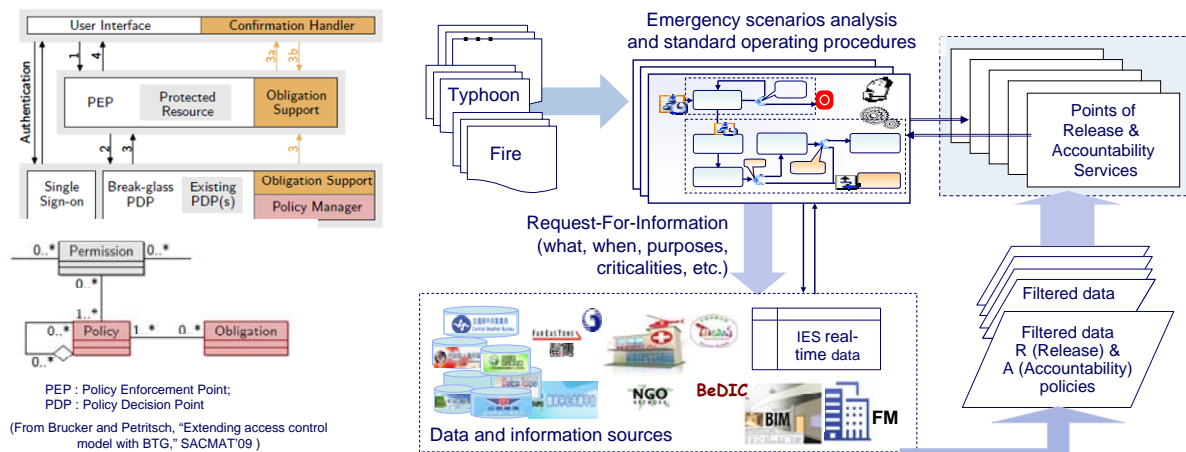 User Interface
Confirmation Handler
Authentication
1
4
3a
3b
PEP
Protected
Resource
Obligation
Support
2
3
3
Single
Sign-on
Break-glass
PDP
Existing
PDP(s)
Obligation Support
Policy Manager
0..*
Permission
0..*
0..*
1..*
0..*
Policy
1..*
0..*
Obligation
0..*
PEP : Policy Enforcement Point;
PDP : Policy Decision Point
(From Brucker and Petritsch, “Extending access control
model with BTG,” SACMAT’09 )
Emergency scenarios analysis
and standard operating procedures
...
Typhoon
Fire
Points of
Release &
Accountability
Services
Request-For-Information
(what, when, purposes,
criticalities, etc.)
Filtered data
Filtered data
R (Release) &
A (Accountability)
policies
Central Weather Bureau
FAREASTONE
IES real-
time data
NGO
NETWORK
BeDIC
BIM
FM
Data and information sources